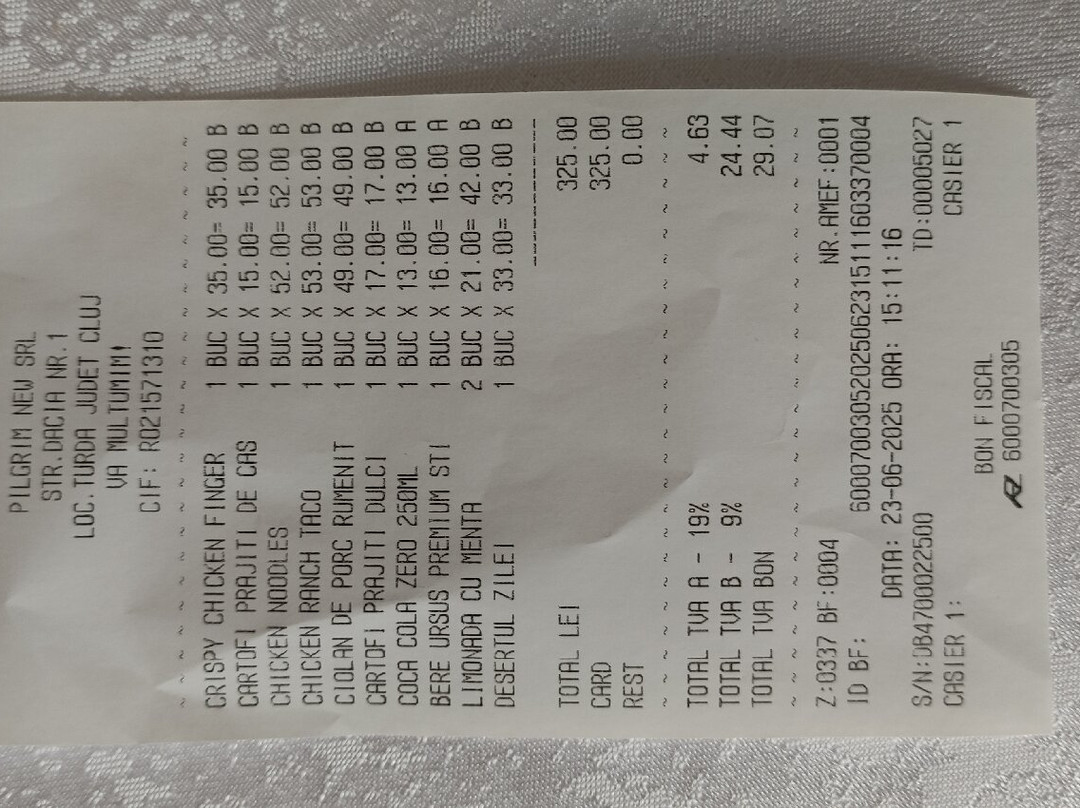 PILGRIM NEW SRL
STR.DACIA NR.1
LOC.TURDA JUDET CLUJ
VA MULTUMIM!
CIF: RO21571310
~ ~ ~ ~ ~ ~ ~ ~ ~ ~ ~ ~ ~ ~ ~ ~
CRISPY CHICKEN FINGER 1 BUC X 35.00= 35.00 B
CARTOFI PRAJITI DE CAS 1 BUC X 15.00= 15.00 B
CHICKEN NOODLES 1 BUC X 52.00= 52.00 B
CHICKEN RANCH TACO 1 BUC X 53.00= 53.00 B
CIOLAN DE PORC RUMENIT 1 BUC X 49.00= 49.00 B
CARTOFI PRAJITI DULCI 1 BUC X 17.00= 17.00 B
COCA COLA ZERO 250ML 1 BUC X 13.00= 13.00 A
BERE URSUS PREMIUM STI 1 BUC X 16.00= 16.00 A
LIMONADA CU MENTA 2 BUC X 21.00= 42.00 B
DESERTUL ZILEI 1 BUC X 33.00= 33.00 B
------------
TOTAL LEI 325.00
CARD 325.00
REST 0.00
~ ~ ~ ~ ~ ~ ~ ~ ~ ~ ~ ~ ~ ~ ~ ~
TOTAL TVA A - 19% 4.63
TOTAL TVA B - 9% 24.44
TOTAL TVA BON 29.07
~ ~ ~ ~ ~ ~ ~ ~ ~ ~ ~ ~ ~ ~ ~ ~
Z:0337 BF:0004 NR.AMEF:0001
ID BF: 60007003052025062315111603370004
DATA: 23-06-2025 ORA: 15:11:16
S/N:DB4700022500 TD:00005027
CASIER 1: CASIER 1
BON FISCAL
6000700305